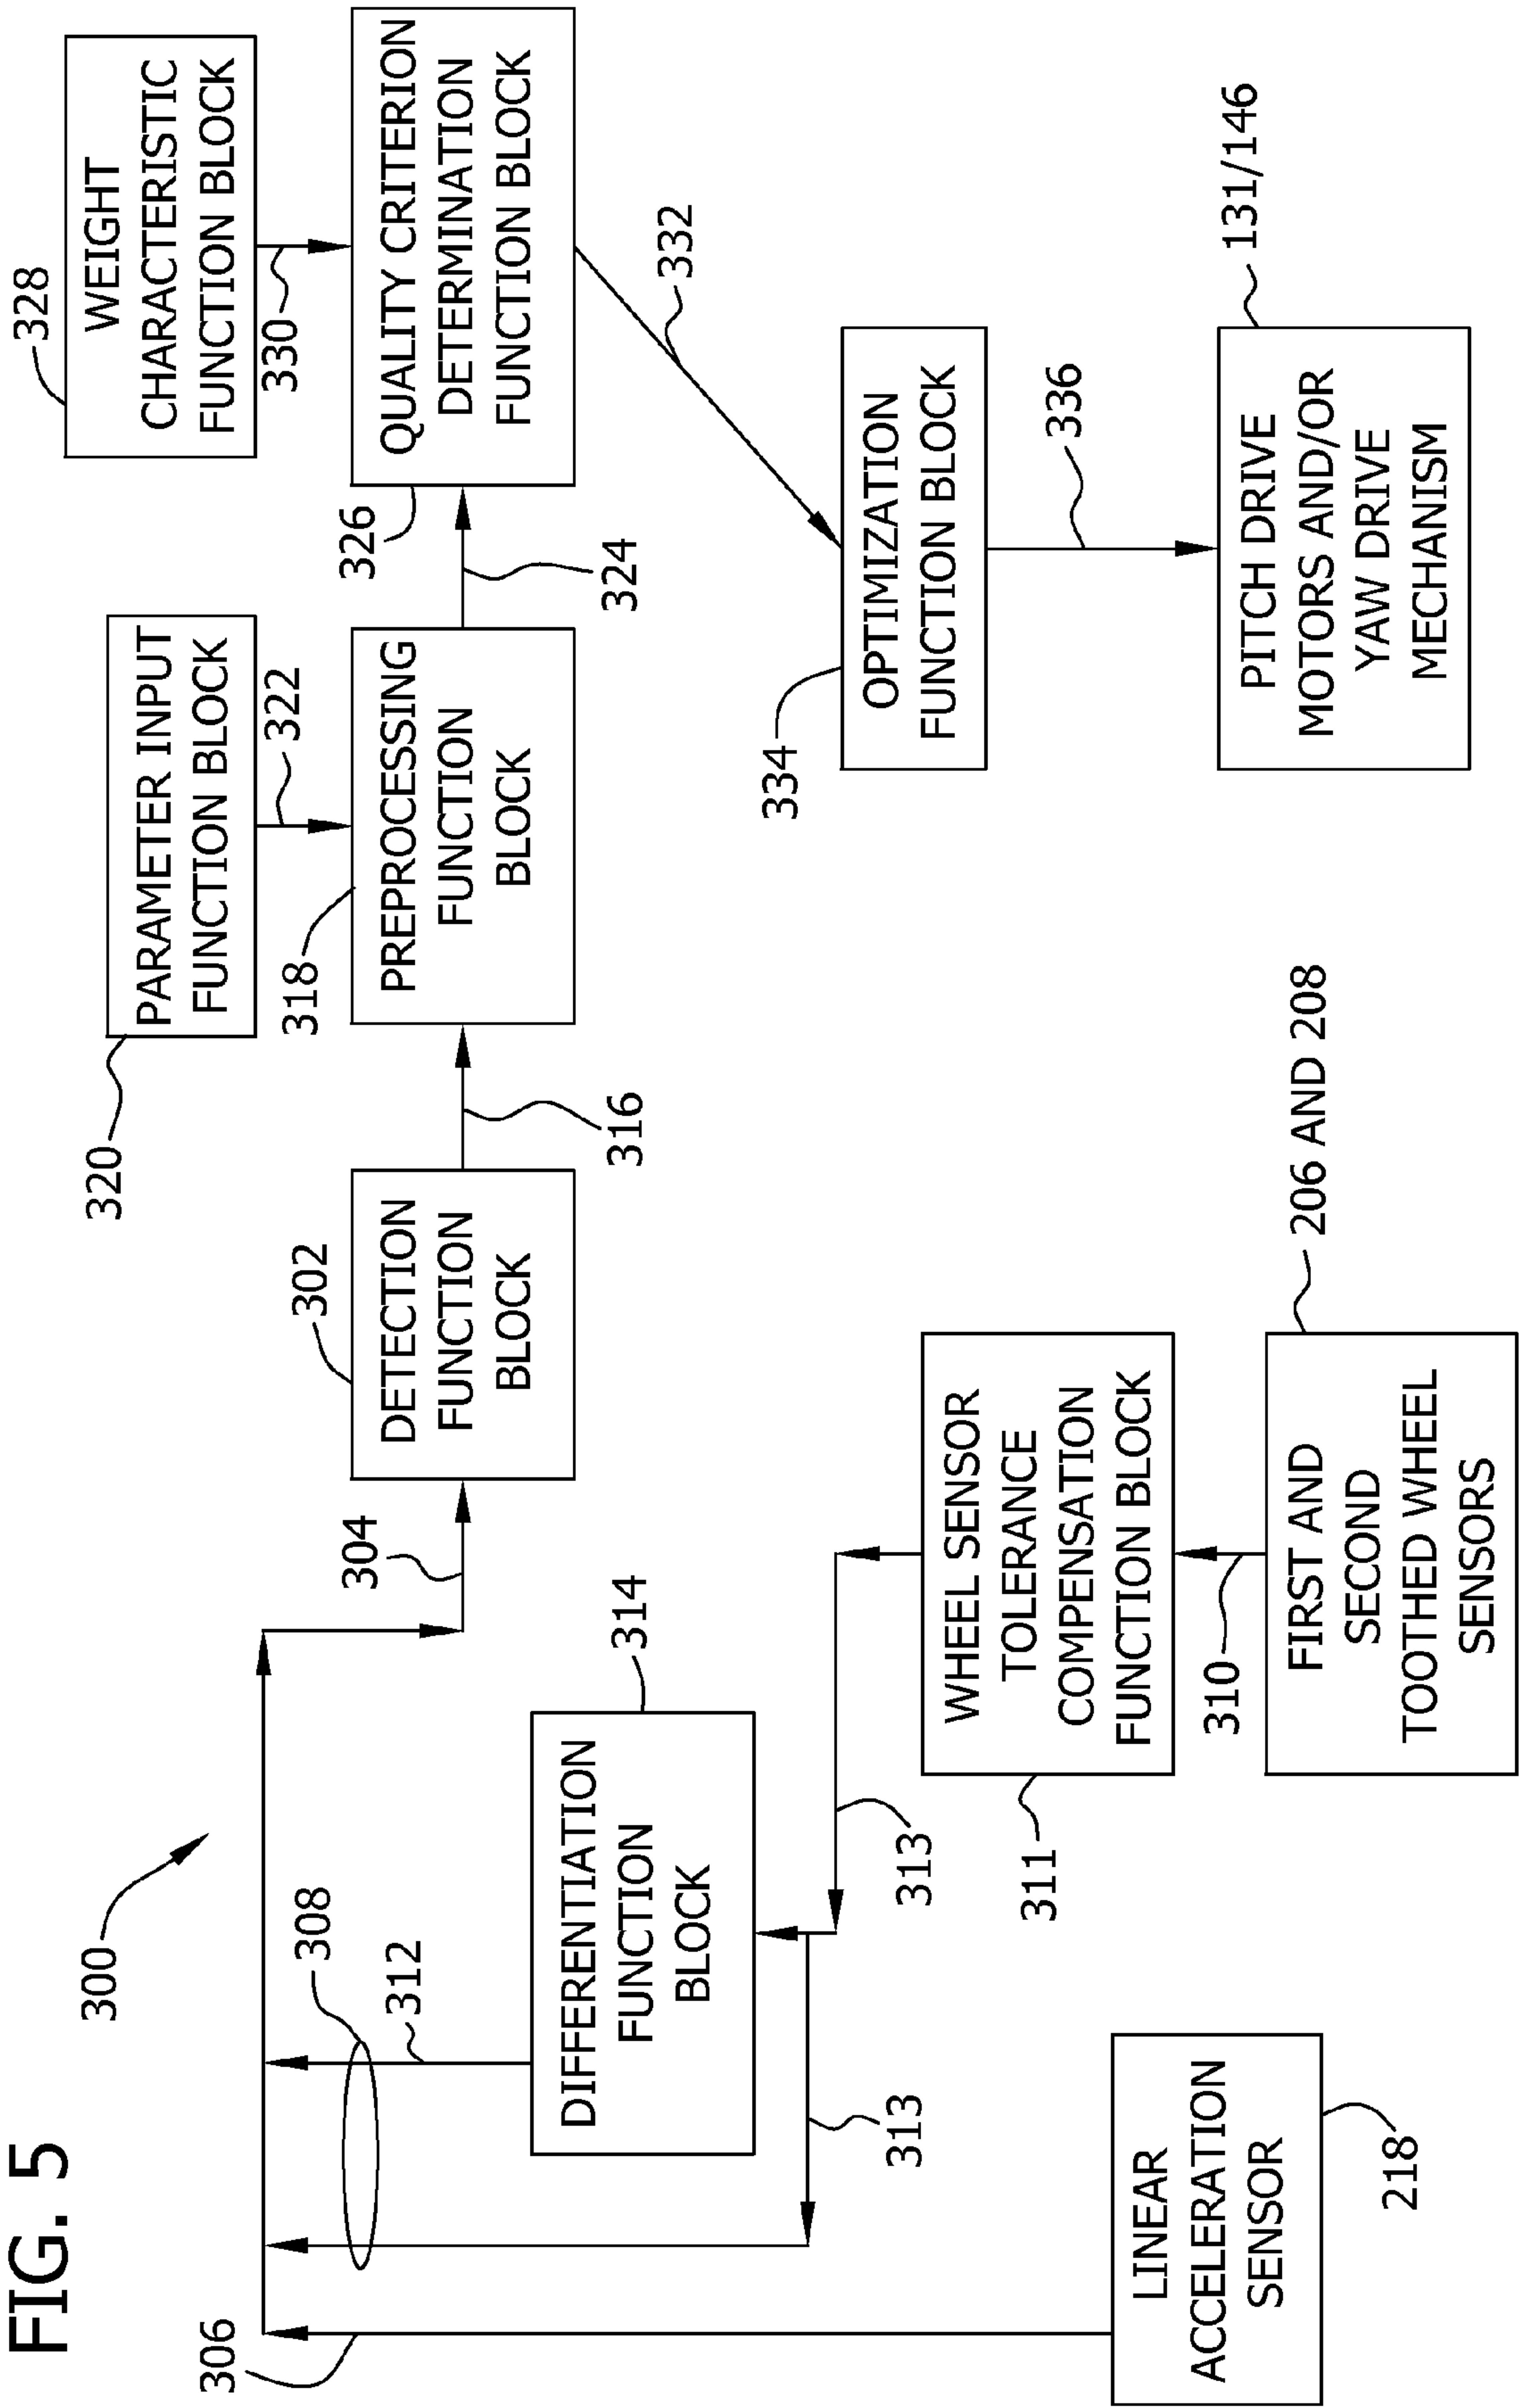 FIG. 5
300
306
308
312
304
302
DETECTION
FUNCTION
BLOCK
316
320
PARAMETER INPUT
FUNCTION BLOCK
322
318
PREPROCESSING
FUNCTION
BLOCK
324
328
WEIGHT
CHARACTERISTIC
FUNCTION BLOCK
330
326
QUALITY CRITERION
DETERMINATION
FUNCTION BLOCK
332
314
DIFFERENTIATION
FUNCTION
BLOCK
313
313
LINEAR
ACCELERATION
SENSOR
218
311
WHEEL SENSOR
TOLERANCE
COMPENSATION
FUNCTION BLOCK
310
FIRST AND
SECOND
TOOTHED WHEEL
SENSORS
206 AND 208
334
OPTIMIZATION
FUNCTION BLOCK
336
PITCH DRIVE
MOTORS AND/OR
YAW DRIVE
MECHANISM
131/146